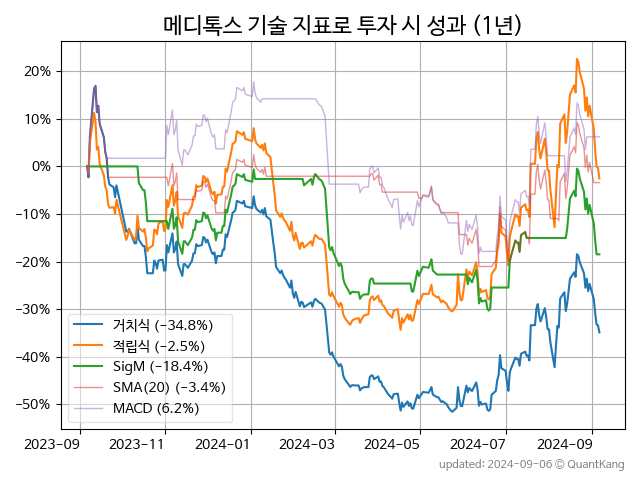 메디톡스 기술 지표로 투자 시 성과 (1년)
20%
10%
0%
−10%
−20%
−30%
−40%
−50%
거치식 (−34.8%)
적립식 (−2.5%)
SigM (−18.4%)
SMA(20) (−3.4%)
MACD (6.2%)
2023−09 2023−11 2024−01 2024−03 2024−05 2024−07 2024−09
updated: 2024-09-06 © QuantKang